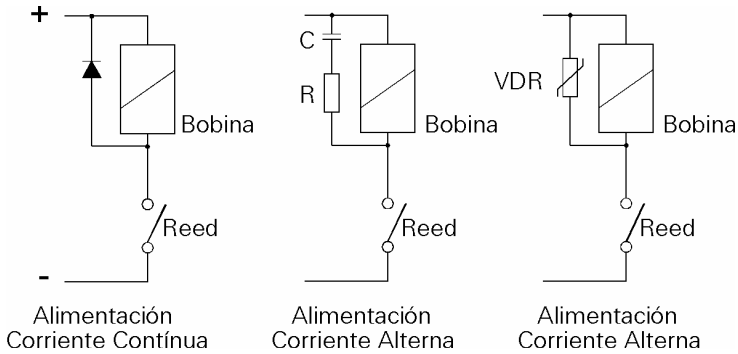 +
Bobina
Reed
-
Alimentación
Corriente Contínua
C
R
Bobina
Reed
Alimentación
Corriente Alterna
VDR
Bobina
Reed
Alimentación
Corriente Alterna